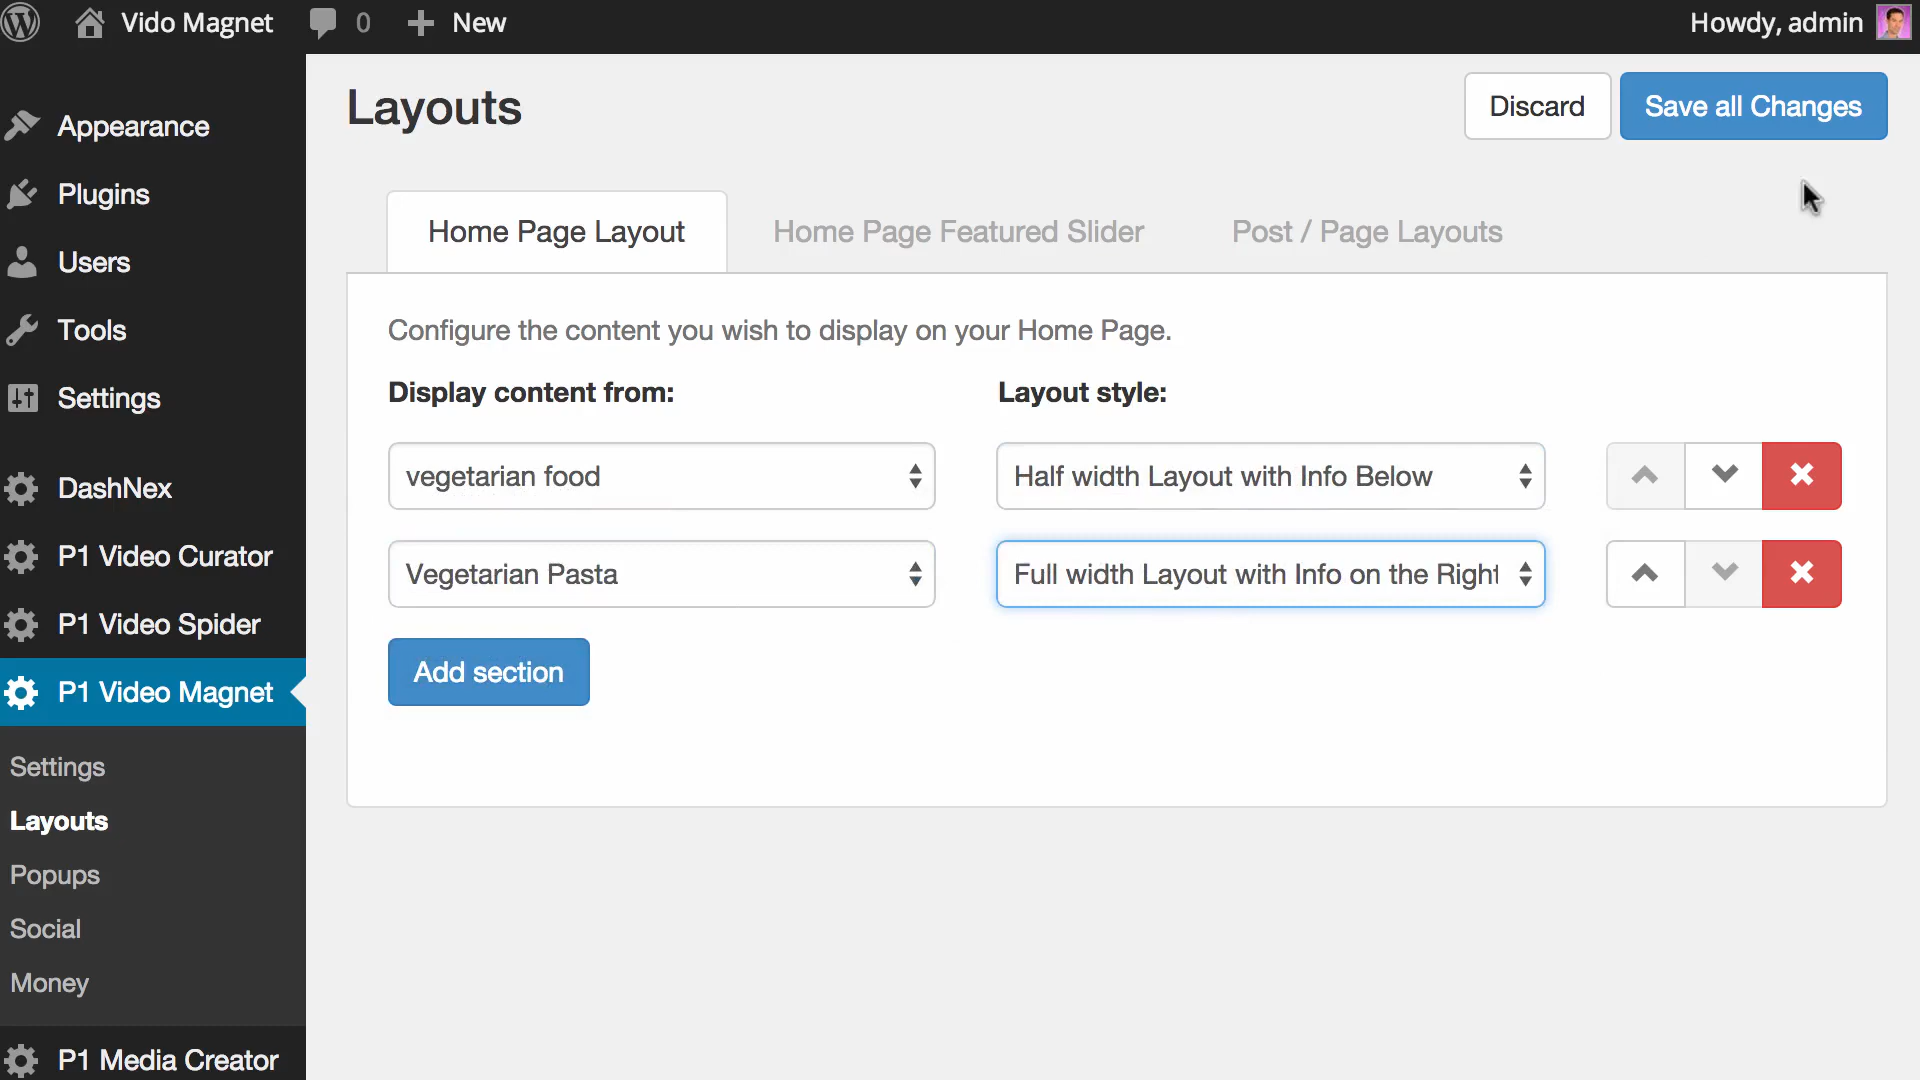 Vido Magnet
0
New
Howdy, admin
Appearance
Plugins
Users
Tools
Settings
DashNex
P1 Video Curator
P1 Video Spider
P1 Video Magnet
Settings
Layouts
Popups
Social
Money
P1 Media Creator
Layouts
Discard
Save all Changes
Home Page Layout
Home Page Featured Slider
Post / Page Layouts
Configure the content you wish to display on your Home Page.
Display content from:
Layout style:
vegetarian food
Half width Layout with Info Below
Vegetarian Pasta
Full width Layout with Info on the Right
Add section